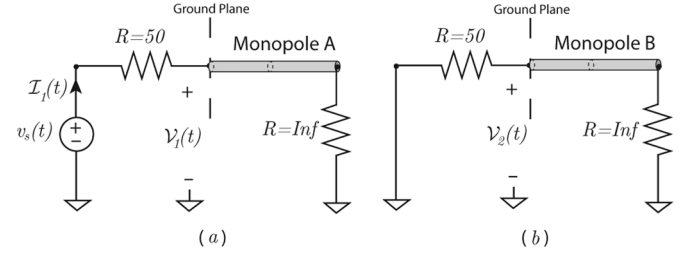 Ground Plane
R=50
Monopole A
I₁(t)
+
vₛ(t)
+
−
V₁(t)
R=Inf
−
(a)
Ground Plane
R=50
Monopole B
+
V₂(t)
R=Inf
−
(b)